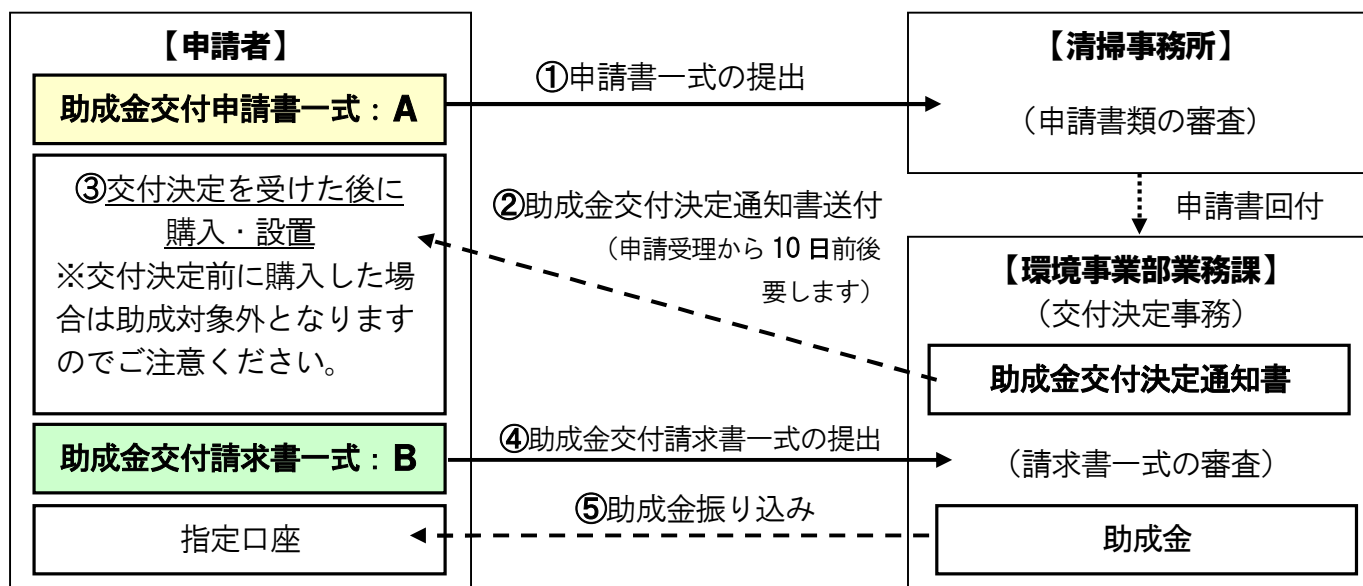 【申請者】
助成金交付申請書一式：A
③交付決定を受けた後に
購入・設置
※交付決定前に購入した場
合は助成対象外となります
のでご注意ください。
助成金交付請求書一式：B
指定口座
①申請書一式の提出
②助成金交付決定通知書送付
（申請受理から 10 日前後
要します）
④助成金交付請求書一式の提出
⑤助成金振り込み
【清掃事務所】
（申請書類の審査）
申請書回付
【環境事業部業務課】
（交付決定事務）
助成金交付決定通知書
（請求書一式の審査）
助成金